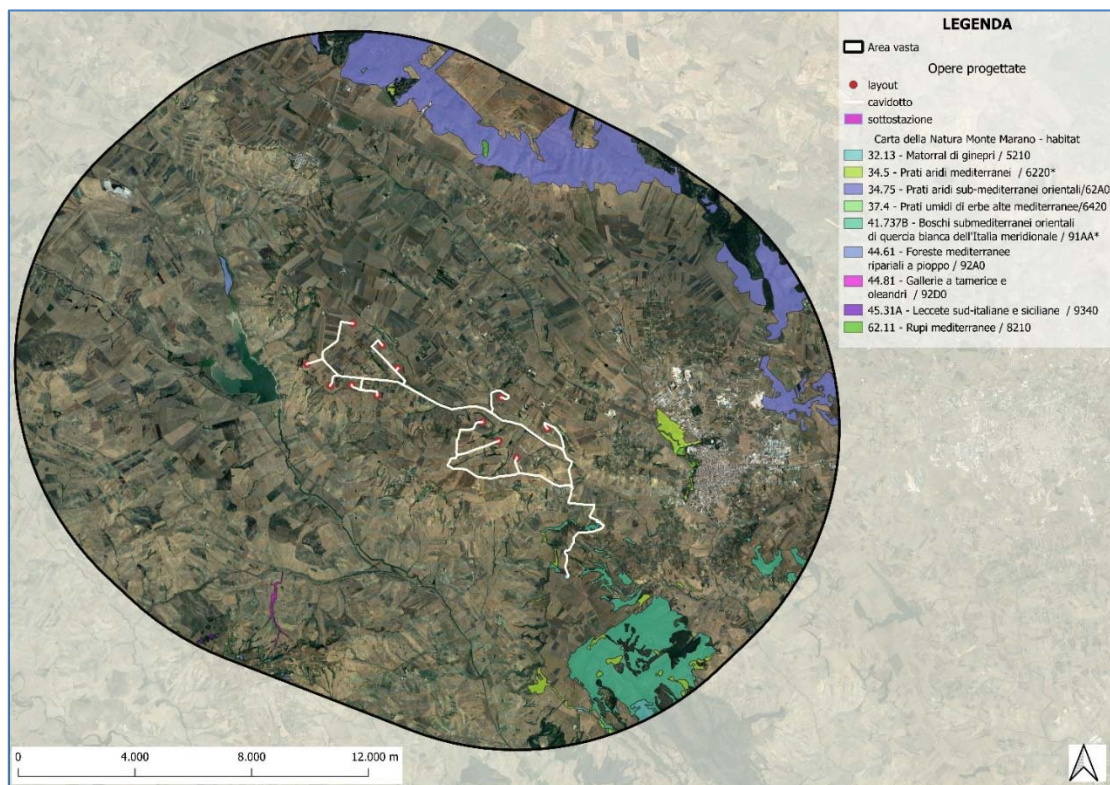 LEGENDA
Area vasta
Opere progettate
layout
cavidotto
sottostazione
Carta della Natura Monte Marano - habitat
32.13 - Matorral di ginepri / 5210
34.5 - Prati aridi mediterranei / 6220*
34.75 - Prati aridi sub-mediterranei orientali/62A0
37.4 - Prati umidi di erbe alte mediterranee/6420
41.737B - Boschi submediterranei orientali
di quercia bianca dell'Italia meridionale / 91AA*
44.61 - Foreste mediterranee
ripariali a pioppo / 92A0
44.81 - Gallerie a tamerice e
oleandri / 92D0
45.31A - Leccete sud-italiane e siciliane / 9340
62.11 - Rupi mediterranee / 8210
0 4.000 8.000 12.000 m